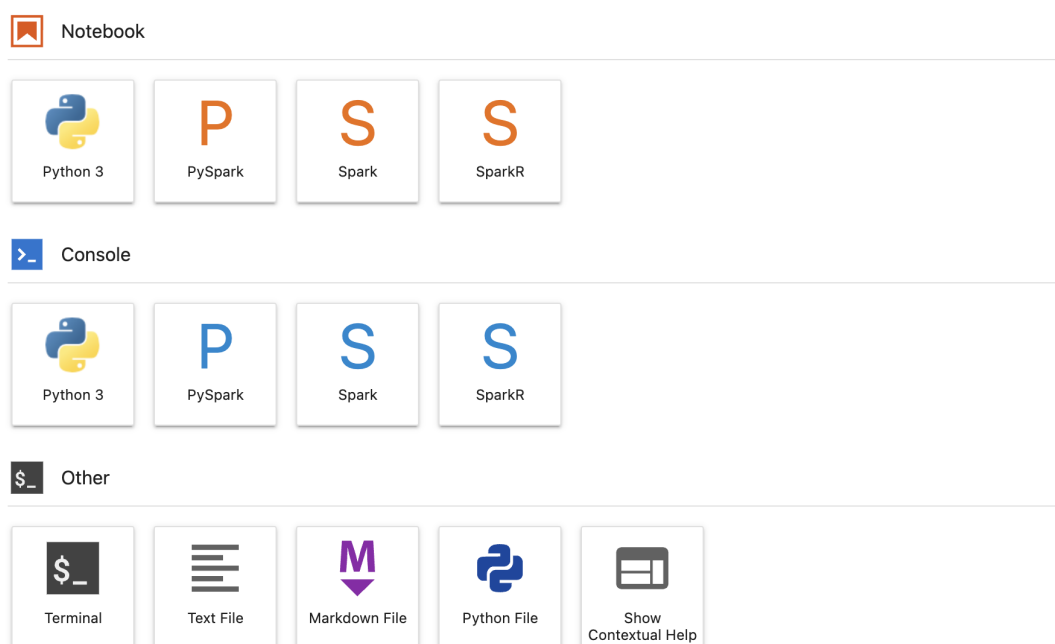 Notebook
P S S
Python 3 PySpark Spark SparkR
>_ Console
P S S
Python 3 PySpark Spark SparkR
$_ Other
$_ M
Terminal Text File Markdown File Python File Show
Contextual Help